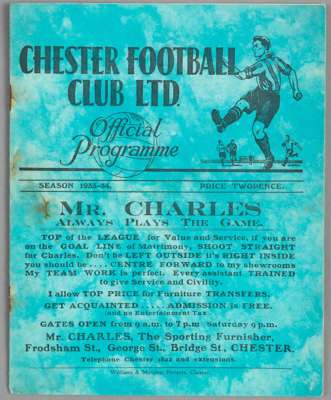 CHESTER FOOTBALL
CLUB LTD.
Official
Programme
SEASON 1933-34.
PRICE TWOPENCE.
MR. CHARLES
ALWAYS PLAYS THE GAME.
TOP of the LEAGUE for Value and Service, if you are
on the GOAL LINE of Matrimony, SHOOT STRAIGHT
for Charles. Don't be LEFT OUTSIDE it's RIGHT INSIDE
you should be .... CENTRE FORWARD to my showrooms
My TEAM WORK is perfect. Every assistant TRAINED
to give Service and Civility.
I allow TOP PRICE for Furniture TRANSFERS.
GET ACQUAINTED .... ADMISSION is FREE.
and no Entertainment Tax
GATES OPEN from 9 a.m. to 7 p.m. Saturday 9 p.m.
Mr. CHARLES, The Sporting Furnisher,
Frodsham St., George St., Bridge St., CHESTER.
Telephone Chester 1822 and extensions.
Printers, Chester.